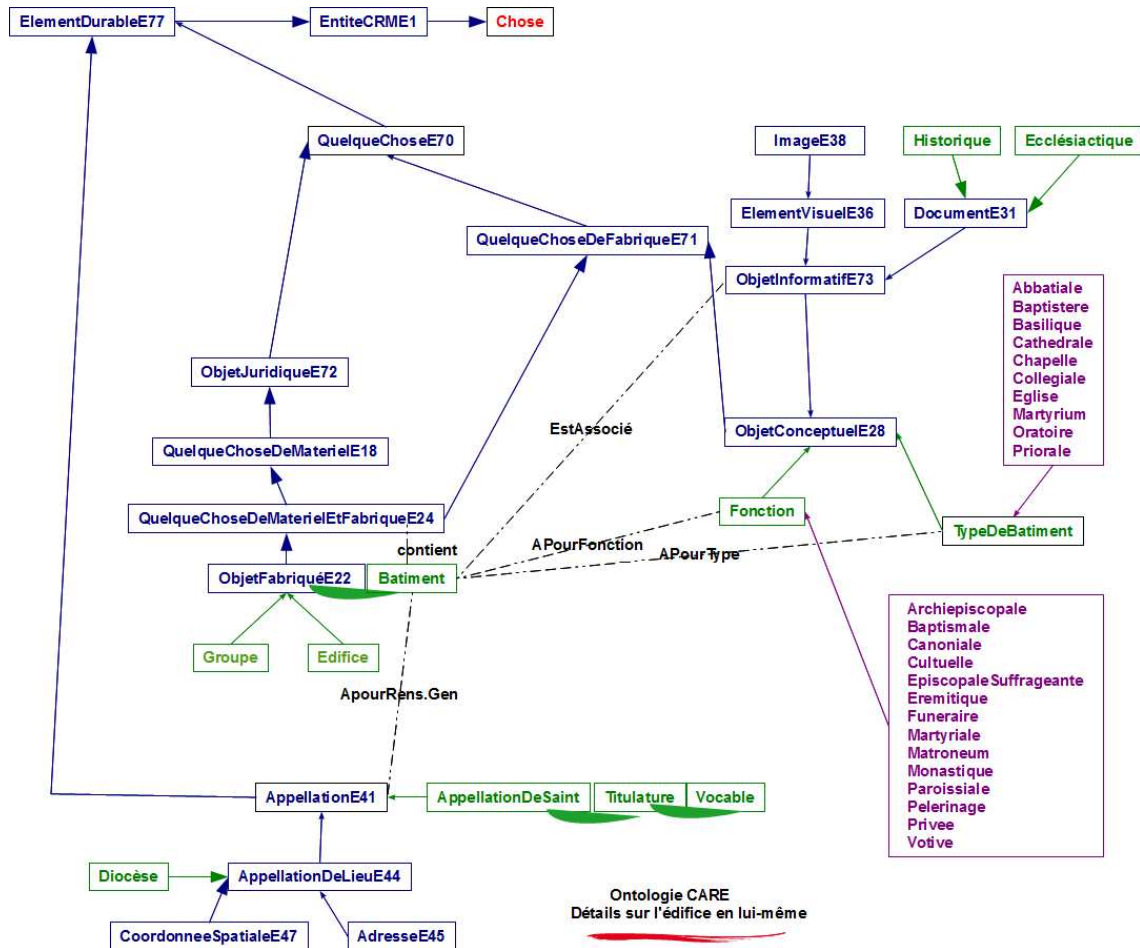 ElementDurableE77
EntiteCRME1
Chose
QuelqueChoseE70
ImageE38
Historique
Ecclésiactique
ElementVisuelE36
DocumentE31
QuelqueChoseDeFabriqueE71
ObjetInformatifE73
Abbatiale
Baptistere
Basilique
Cathedrale
Chapelle
Collegiale
Eglise
Martyrium
Oratoire
Priorale
ObjetJuridiqueE72
EstAssocié
ObjetConceptuelE28
QuelqueChoseDeMaterielE18
QuelqueChoseDeMaterielEtFabriqueE24
Fonction
TypeDeBatiment
contient
APourFonction
APourType
ObjetFabriquéE22
Batiment
Groupe
Edifice
ApourRens.Gen
Archiepiscopale
Baptismale
Canoniale
Cultuelle
EpiscopaleSuffrageante
Eremitique
Funeraire
Martyriale
Matroneum
Monastique
Paroissiale
Pelerinage
Privee
Votive
AppellationE41
AppellationDeSaint
Titulature
Vocable
Diocèse
AppellationDeLieuE44
CoordonneeSpatialeE47
AdresseE45
Ontologie CARE
Détails sur l'édifice en lui-même